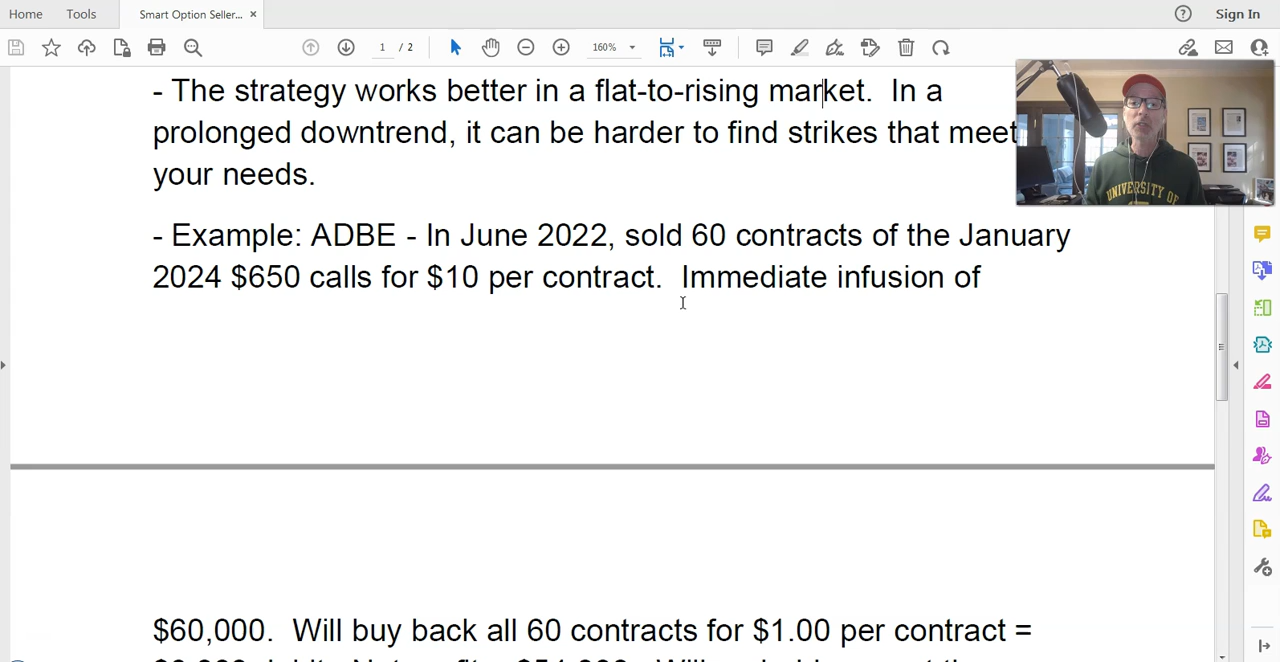 Home Tools Smart Option Seller... × Sign In
1 / 2 160%
- The strategy works better in a flat-to-rising market. In a
prolonged downtrend, it can be harder to find strikes that meet
your needs.
UNIVERSITY OF
- Example: ADBE - In June 2022, sold 60 contracts of the January
2024 $650 calls for $10 per contract. Immediate infusion of
$60,000. Will buy back all 60 contracts for $1.00 per contract =